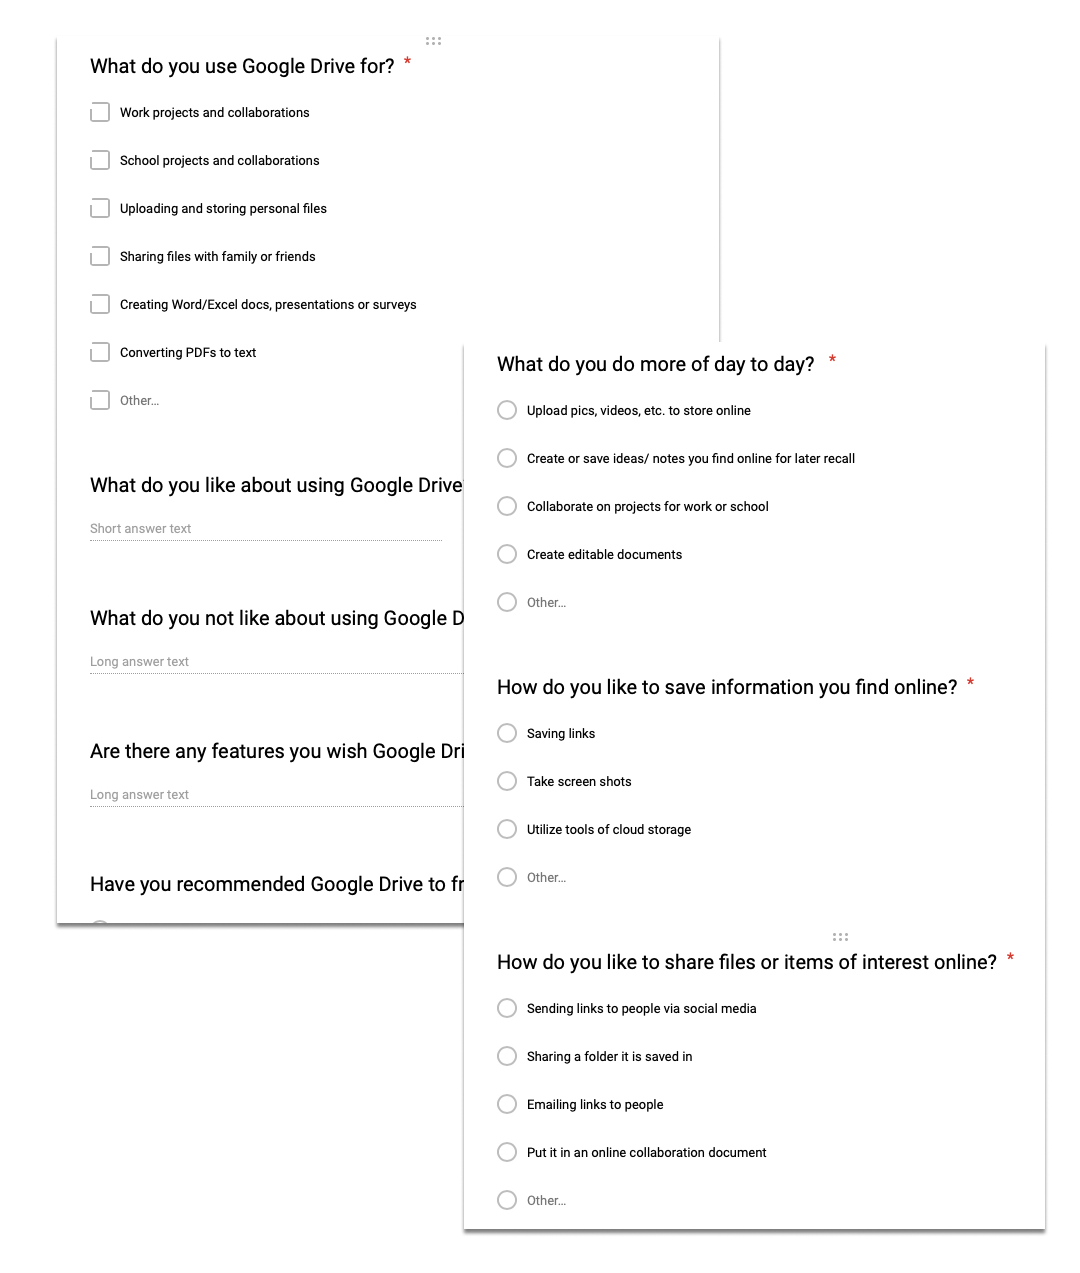 What do you use Google Drive for? *
Work projects and collaborations
School projects and collaborations
Uploading and storing personal files
Sharing files with family or friends
Creating Word/Excel docs, presentations or surveys
Converting PDFs to text
Other...
What do you like about using Google Drive
Short answer text
What do you not like about using Google D
Long answer text
Are there any features you wish Google Dri
Long answer text
Have you recommended Google Drive to fr
What do you do more of day to day? *
Upload pics, videos, etc. to store online
Create or save ideas/ notes you find online for later recall
Collaborate on projects for work or school
Create editable documents
Other...
How do you like to save information you find online? *
Saving links
Take screen shots
Utilize tools of cloud storage
Other...
How do you like to share files or items of interest online? *
Sending links to people via social media
Sharing a folder it is saved in
Emailing links to people
Put it in an online collaboration document
Other...